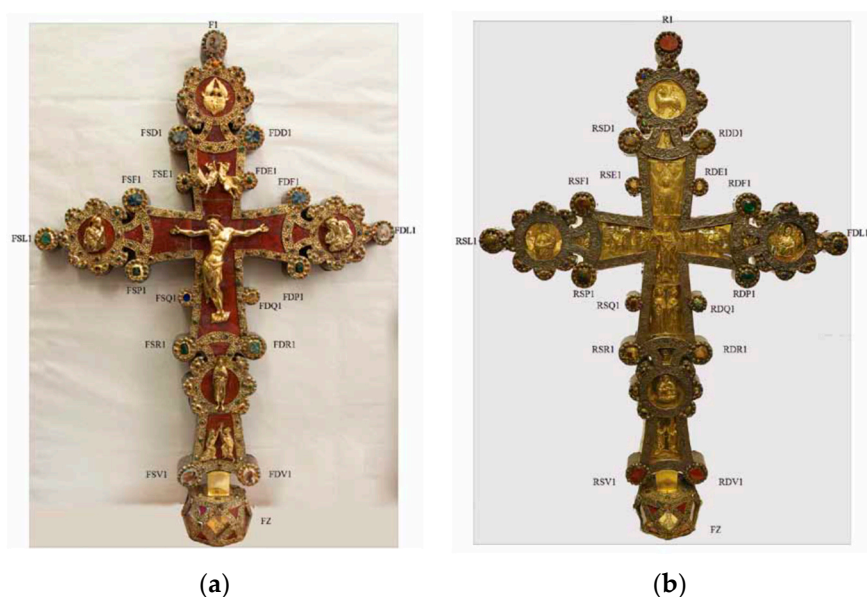 F1
FSD1
FDD1
FSE1
FDE1
FSF1
FDF1
FSL1
FDL1
FSP1
FDP1
FSQ1
FDQ1
FSR1
FDR1
FSV1
FDV1
FZ
(a)
R1
RSD1
RDD1
RSE1
RDE1
RSF1
RDF1
RSL1
FDL1
RSP1
RDP1
RSQ1
RDQ1
RSR1
RDR1
RSV1
RDV1
FZ
(b)